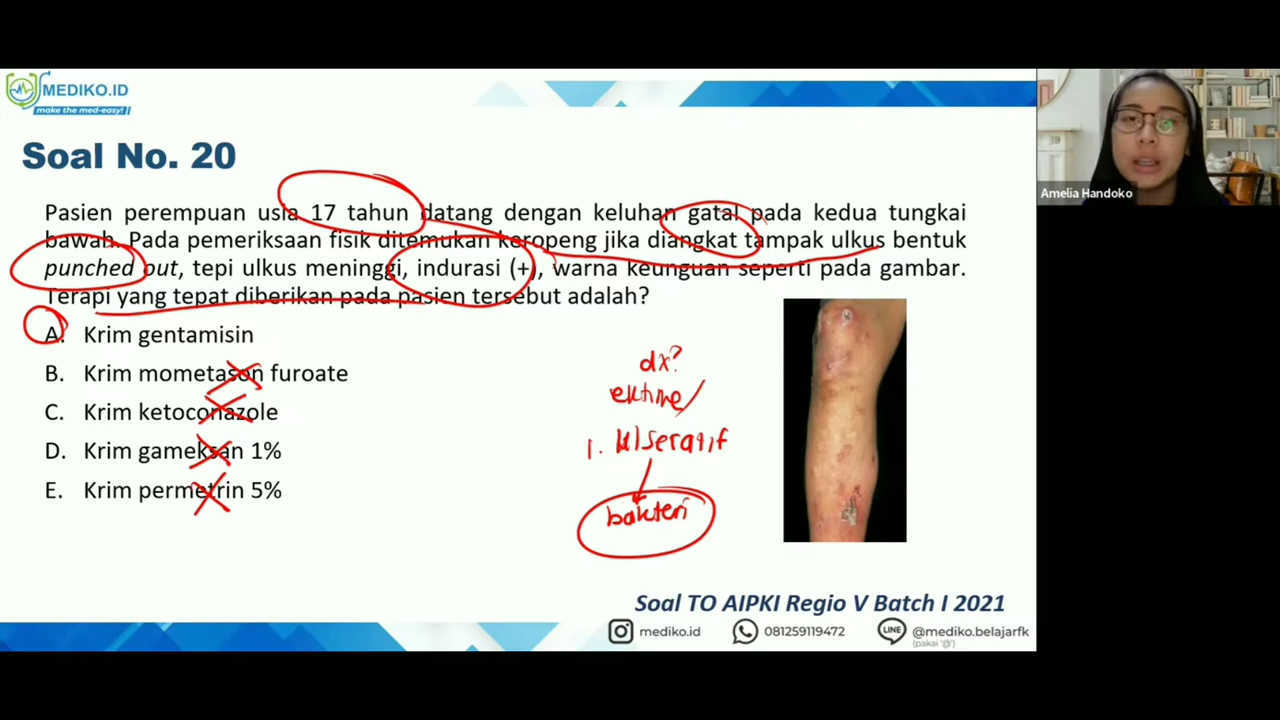 MEDIKO.ID
make the med-easy!
Soal No. 20
Pasien perempuan usia 17 tahun datang dengan keluhan gatal pada kedua tungkai
bawah. Pada pemeriksaan fisik ditemukan keropeng jika diangkat tampak ulkus bentuk
punched out, tepi ulkus meninggi, indurasi (+), warna keunguan seperti pada gambar.
Terapi yang tepat diberikan pada pasien tersebut adalah?
A. Krim gentamisin
B. Krim mometason furoate
C. Krim ketoconazole
D. Krim gameksan 1%
E. Krim permetrin 5%
dx?
1. Ulseratif
bakteri
Amelia Handoko
Soal TO AIPKI Regio V Batch I 2021
mediko.id
081259119472
@mediko.belajarfk
(pakai '@')